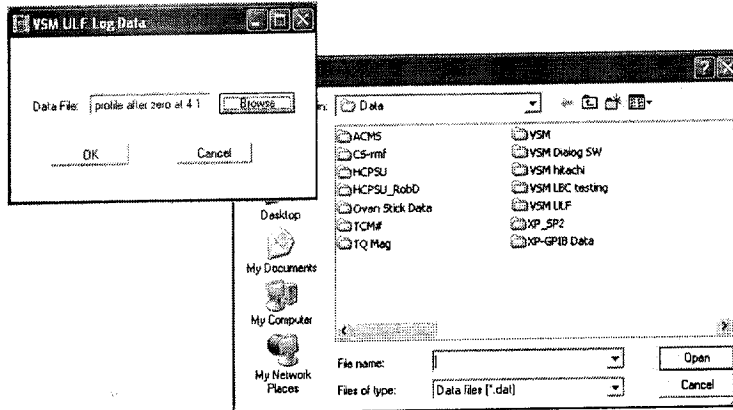 VSM ULF Log Data
Data File: profile after zero at 4.1 Browse
OK Cancel
in: Data
ACMS
CS-rmf
HCPSU
HCPSU_RobD
Oven Stick Data
TCM#
TQ Mag
VSM
VSM Dialog SW
VSM hitachi
VSM LBC testing
VSM ULF
XP_SP2
XP-GPIB Data
Desktop
My Documents
My Computer
My Network Places
File name: Open
Files of type: Data files [*.dat] Cancel